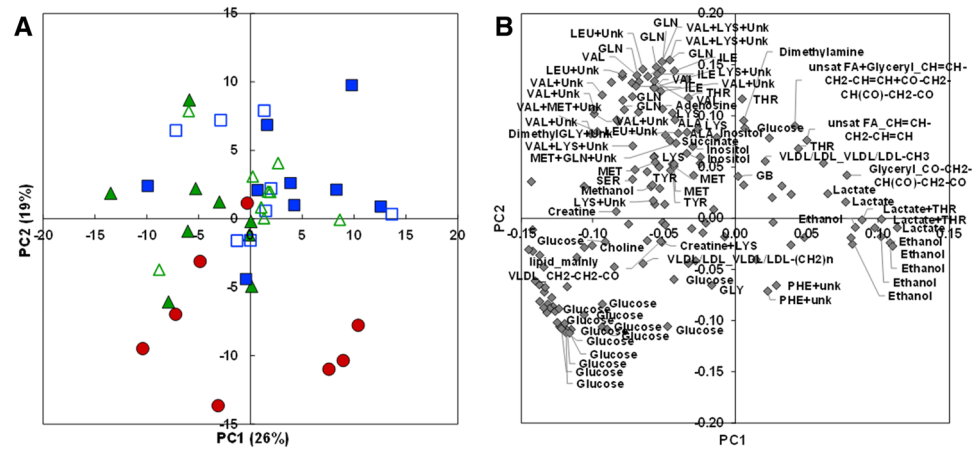 A
B
15
10
5
0
-5
-10
-15
-20
-15
-10
-5
0
5
10
15
20
PC2 (19%)
PC1 (26%)
0.20
0.15
0.10
0.05
0.00
-0.05
-0.10
-0.15
-0.20
-0.15
-0.10
-0.05
0.00
0.05
0.10
0.15
PC2
PC1
GLN
VAL+LYS+Unk
LEU+Unk
GLN
VAL+LYS+Unk
GLN
GLN
ILE
VAL
Dimethylamine
LEU+Unk
VAL
ILE
LYS+Unk
VAL+Unk
ILE
VAL+Unk
VAL+Unk
GLN
VAL
THR
THR
VAL+MET+Unk
GLN
Adenosine
LYS
VAL+Unk
VAL+Unk
ALA
LYS
Glucose
DimethylGLY+Unk
LEU+Unk
ALA
Inositol
VAL+LYS+Unk
Succinate
Inositol
MET+GLN+Unk
LYS
Inositol
MET
CUP
SER
TYR
MET
GB
Methanol
MET
LYS+Unk
TYR
Creatine
unsat FA+Glyceryl_CH=CH-
CH2-CH=CH+CO-CH2-
CH(CO)-CH2-CO
unsat FA_CH=CH-
CH2-CH=CH
THR
VLDL/LDL_VLDL/LDL-CH3
Glyceryl_CO-CH2-
CH(CO)-CH2-CO
Lactate
Lactate
Lactate+THR
Ethanol
Lactate+THR
Lactate
Ethanol
Ethanol
Ethanol
Ethanol
Ethanol
Glucose
Choline
Creatine+LYS
lipid_mainly
VLDL/LDL_VLDL/LDL-(CH2)n
VLDL_CH2-CH2-CO
Glucose
GLY
PHE+unk
PHE+unk
Glucose
Glucose
Glucose
Glucose
Glucose
Glucose
Glucose
Glucose
Glucose
Glucose
Glucose